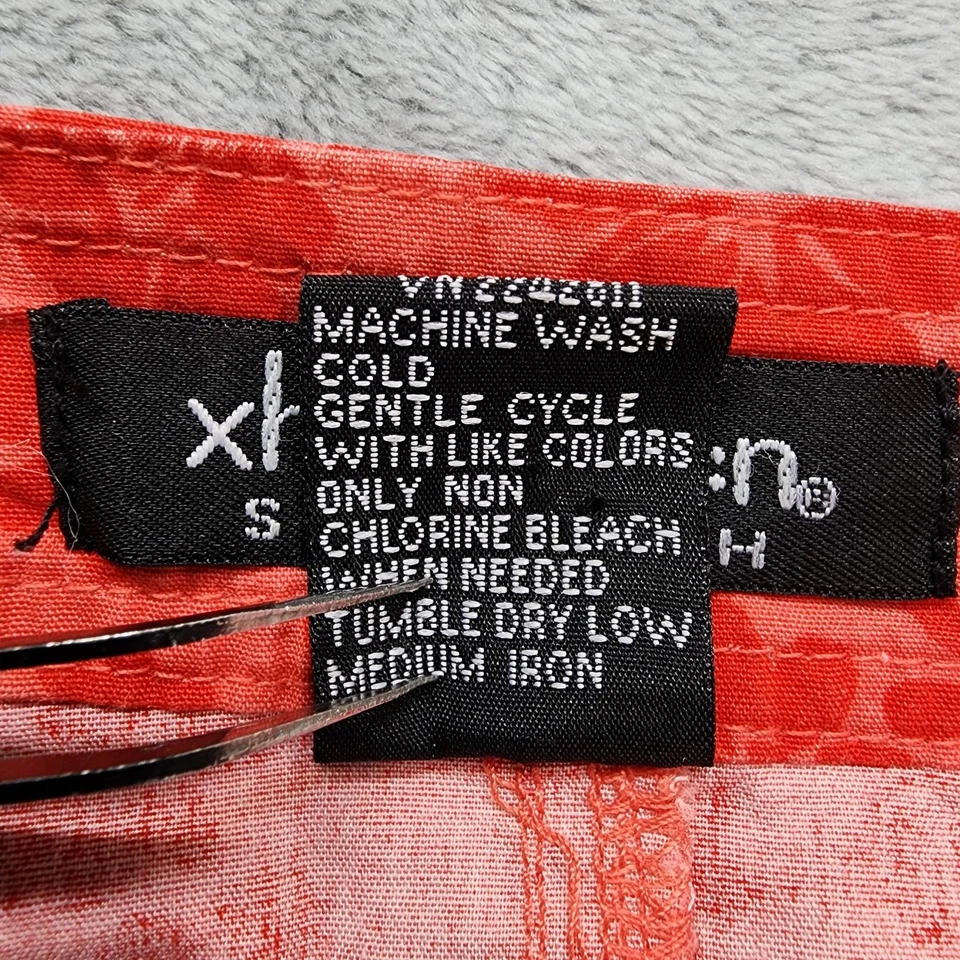 MACHINE WASH
COLD
GENTLE CYCLE
WITH LIKE COLORS
ONLY NON
CHLORINE BLEACH
WHEN NEEDED
TUMBLE DRY LOW
MEDIUM IRON